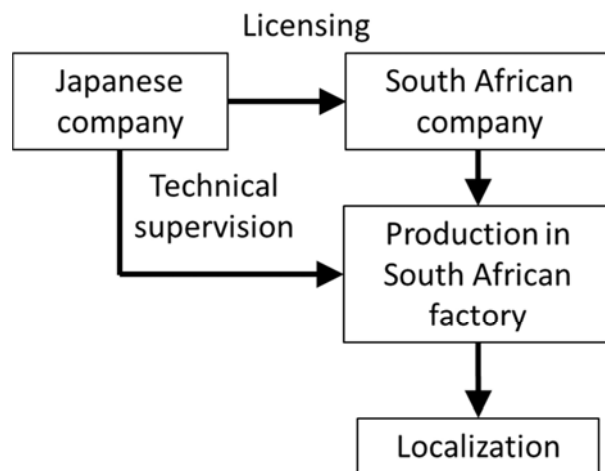 Licensing
Japanese
company
South African
company
Technical
supervision
Production in
South African
factory
Localization